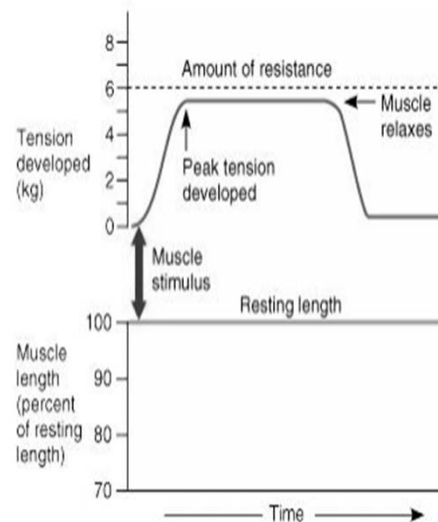 8
Amount of resistance
6
Muscle
relaxes
Tension
developed
(kg)
4
Peak tension
developed
2
0
Muscle
stimulus
Resting length
100
Muscle
length
(percent
of resting
length)
90
80
70
Time